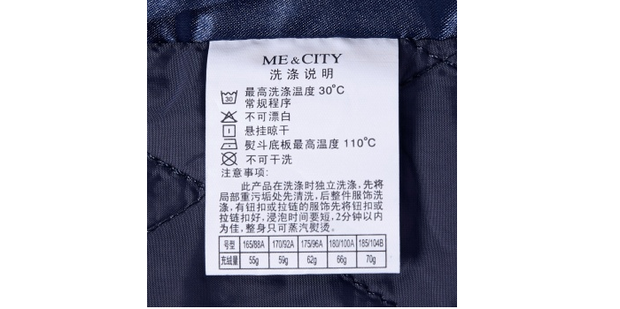 ME&CITY
洗涤说明
30 最高洗涤温度 30°C
常规程序
不可漂白
悬挂晾干
熨斗底板最高温度 110°C
不可干洗
注意事项:
此产品在洗涤时独立洗涤,先将
局部重污垢处先清洗,后整件服饰洗
涤,有钮扣或拉链的服饰先将钮扣或
拉链扣好,浸泡时间要短,2分钟以内
为佳,整身只可蒸汽熨烫。
号型 165/88A 170/92A 175/96A 180/100A 185/104B
充绒量 55g 59g 62g 66g 70g